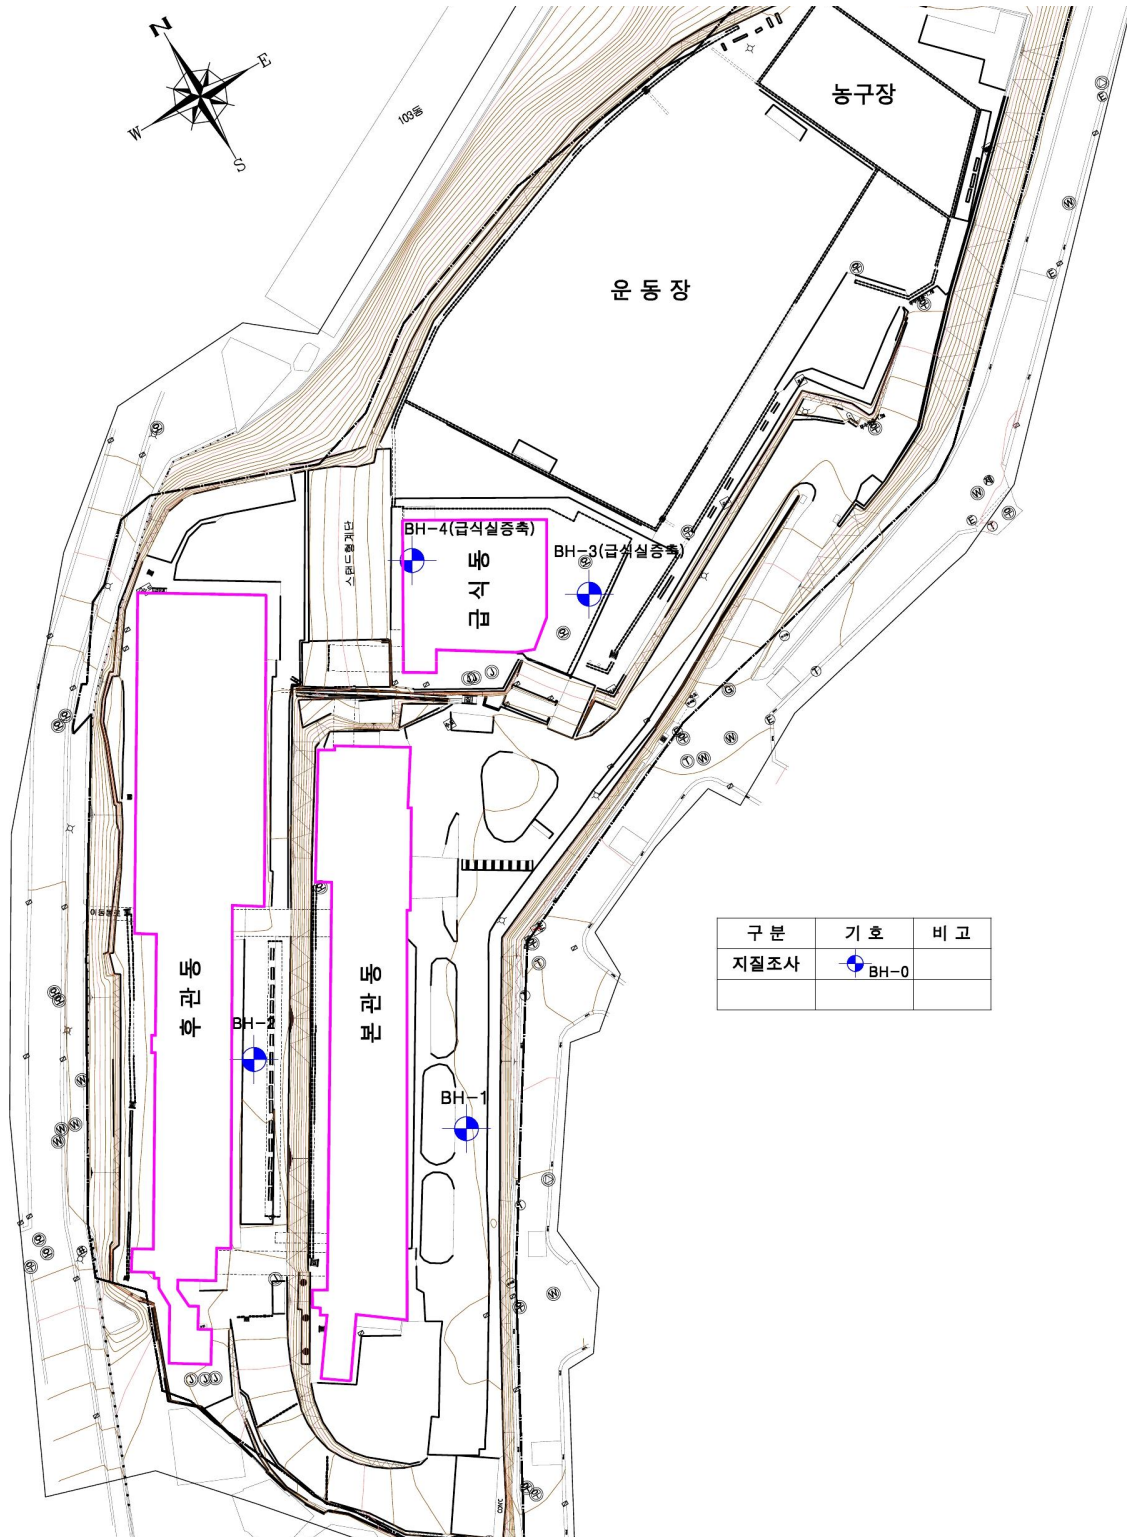 N
E
W
S
103동
농구장
운동장
BH-4(급식실증축)
BH-3(급식실증축)
스탠드형계단
급식동
구분 기호 비고
지질조사 BH-0
후관동
본관동
BH-2
BH-1
CONC